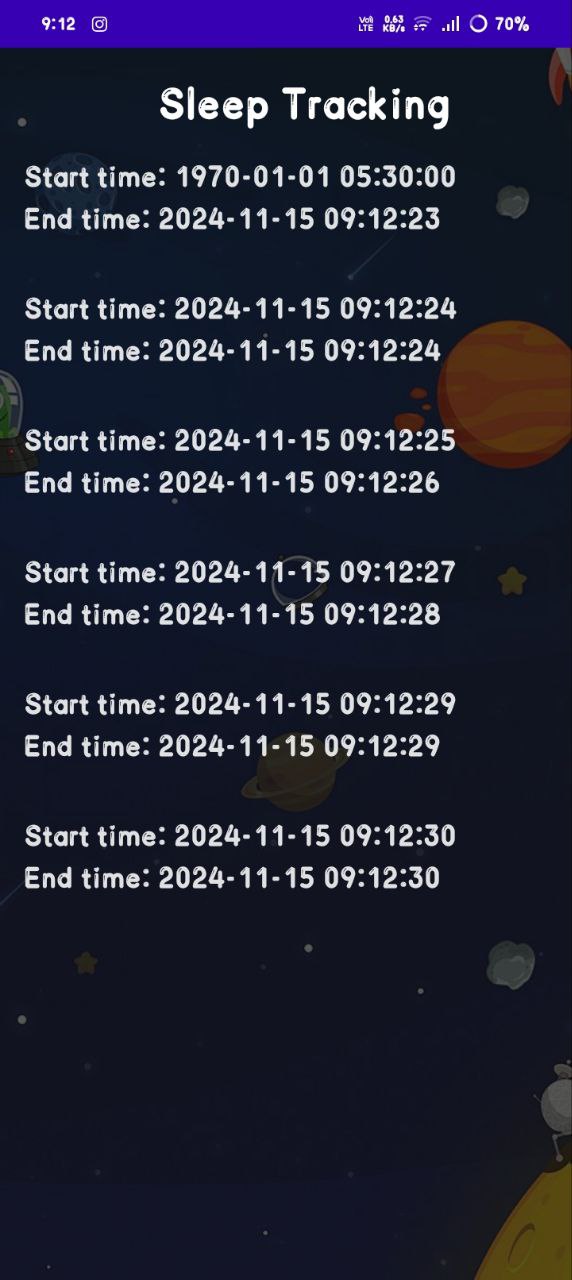 9:12 Vo)) LTE 0.63 KB/s 70%
Sleep Tracking
Start time: 1970-01-01 05:30:00
End time: 2024-11-15 09:12:23
Start time: 2024-11-15 09:12:24
End time: 2024-11-15 09:12:24
Start time: 2024-11-15 09:12:25
End time: 2024-11-15 09:12:26
Start time: 2024-11-15 09:12:27
End time: 2024-11-15 09:12:28
Start time: 2024-11-15 09:12:29
End time: 2024-11-15 09:12:29
Start time: 2024-11-15 09:12:30
End time: 2024-11-15 09:12:30